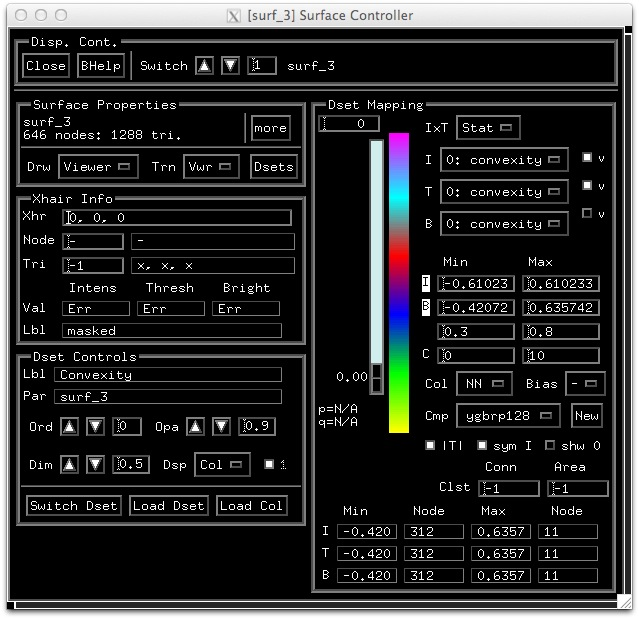 [surf_3] Surface Controller
Disp. Cont.
Close BHelp Switch 1 surf_3
Surface Properties
surf_3
646 nodes: 1288 tri.
more
Drw Viewer Trn Vwr Dsets
Xhair Info
Xhr 0, 0, 0
Node - -
Tri -1 x, x, x
Intens Thresh Bright
Val Err Err Err
Lbl masked
Dset Controls
Lbl Convexity
Par surf_3
Ord 0 Opa 0.9
Dim 0.5 Dsp Col 1
Switch Dset Load Dset Load Col
Dset Mapping
0
0.00
p=N/A
q=N/A
IxT Stat
I 0: convexity v
T 0: convexity v
B 0: convexity v
Min Max
I -0.61023 0.610233
B -0.42072 0.635742
0.3 0.8
C 0 10
Col NN Bias -
Cmp ygbrp128 New
|T| sym I shw 0
Conn Area
Clst -1 -1
Min Node Max Node
I -0.420 312 0.6357 11
T -0.420 312 0.6357 11
B -0.420 312 0.6357 11